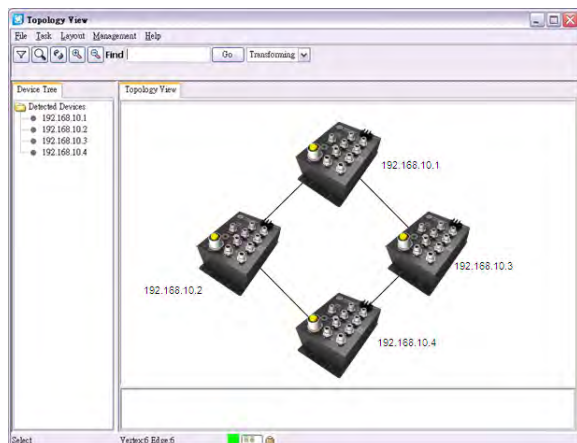 Topology View
File Task Layout Management Help
Find Go Transforming
Device Tree
Topology View
Detected Devices
192.168.10.1
192.168.10.2
192.168.10.3
192.168.10.4
192.168.10.1
192.168.10.3
192.168.10.2
192.168.10.4
Select Vertex:6 Edge:6